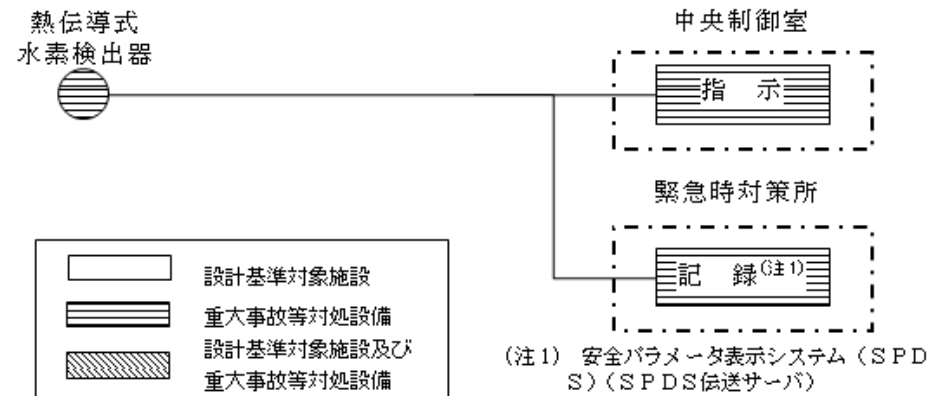 熱伝導式
水素検出器
中央制御室
指 示
緊急時対策所
記 録(注1)
設計基準対象施設
重大事故等対処設備
設計基準対象施設及び
重大事故等対処設備
(注1) 安全パラメータ表示システム(SPD
S)(SPDS伝送サーバ)